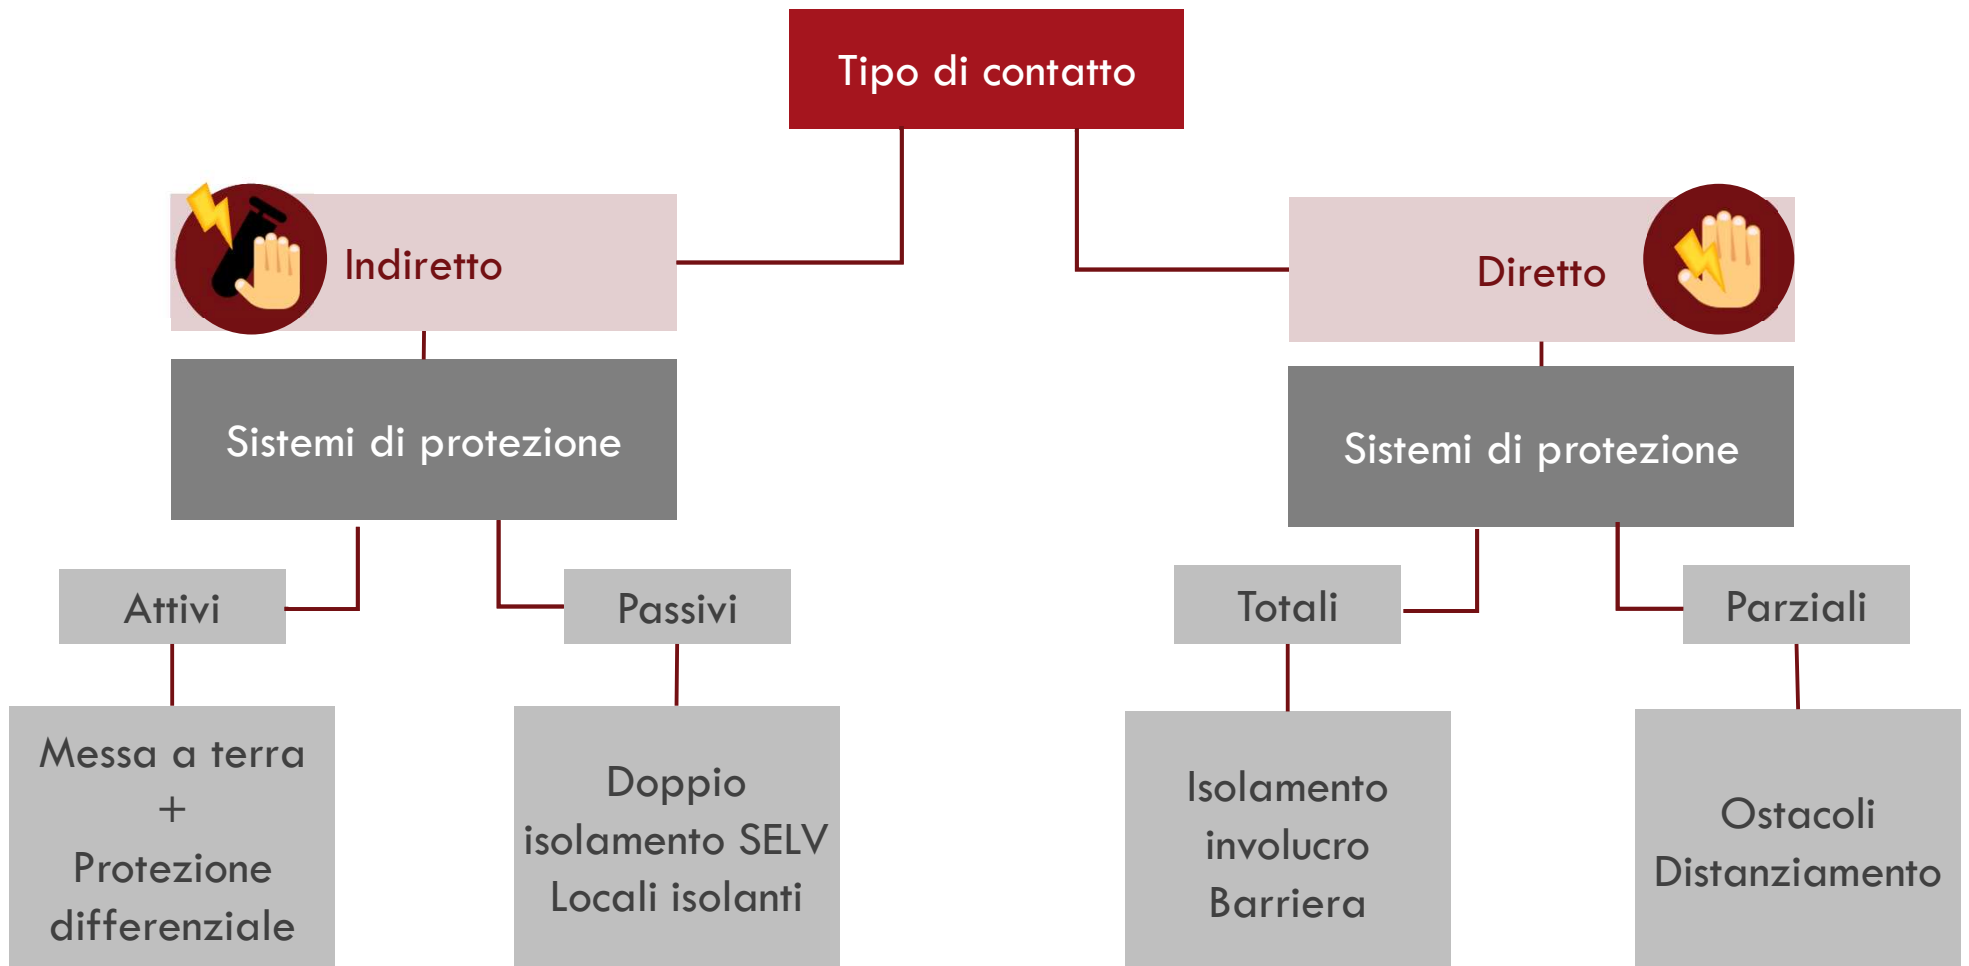 Tipo di contatto
Indiretto
Diretto
Sistemi di protezione
Sistemi di protezione
Attivi
Passivi
Totali
Parziali
Messa a terra
+
Protezione
differenziale
Doppio
isolamento SELV
Locali isolanti
Isolamento
involucro
Barriera
Ostacoli
Distanziamento